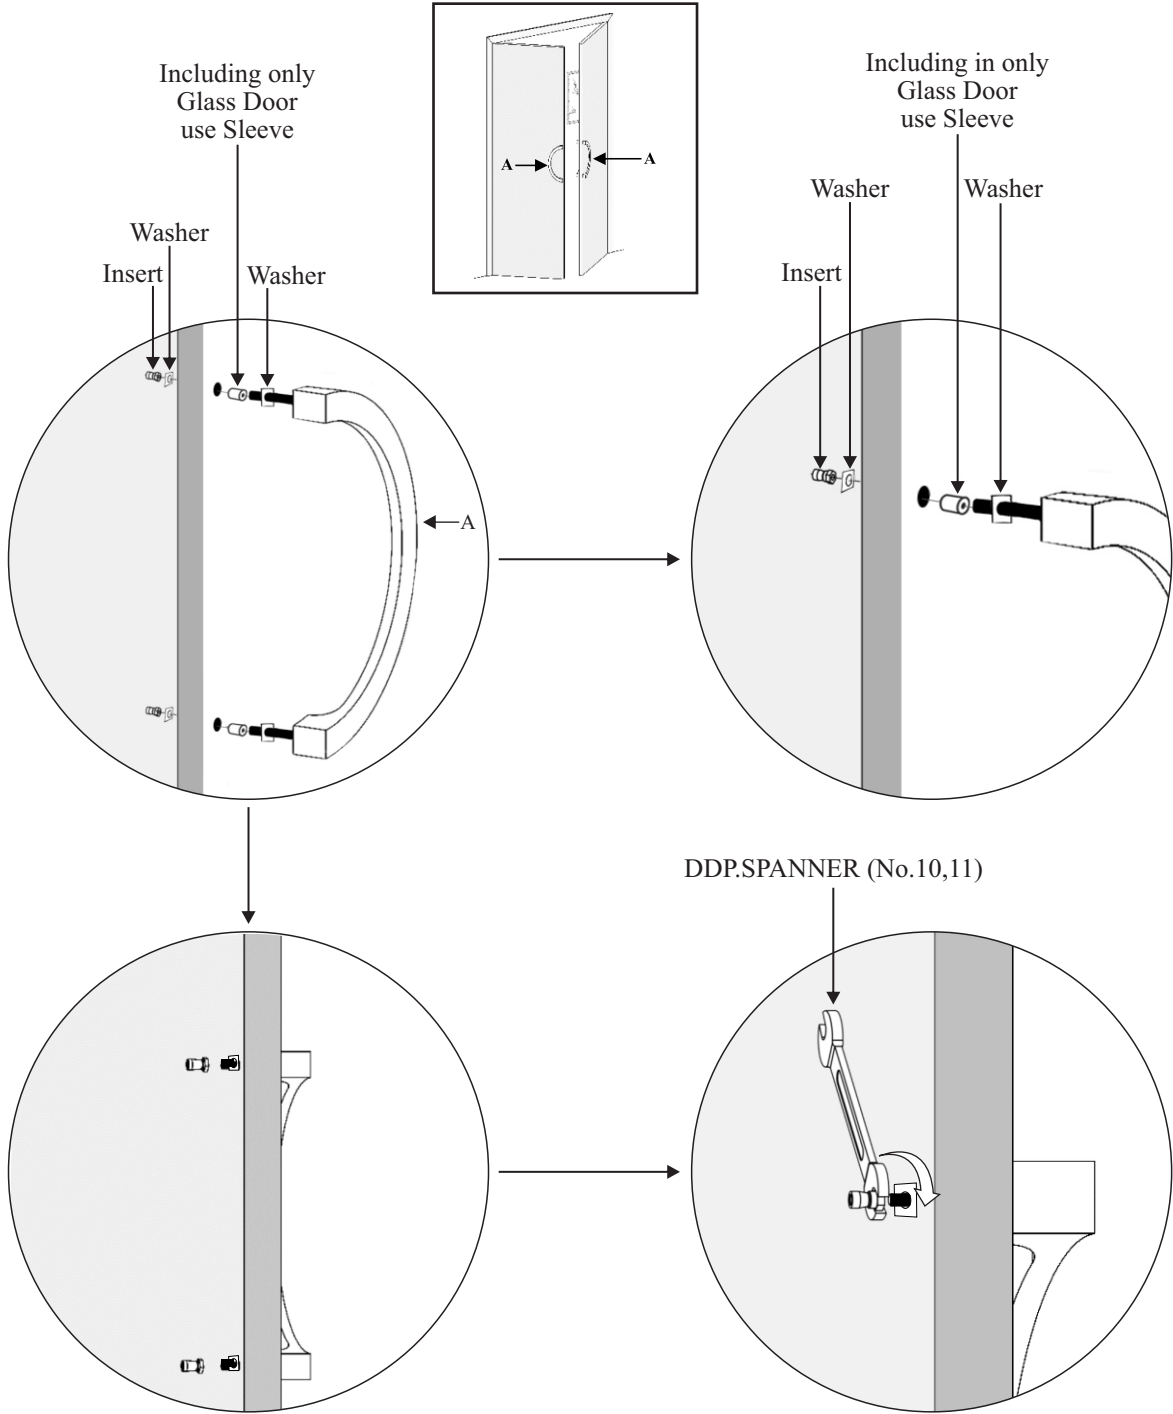 Including only
Glass Door
use Sleeve
Washer
Insert
Washer
A
A
A
Including in only
Glass Door
use Sleeve
Washer
Washer
Insert
DDP.SPANNER (No.10,11)